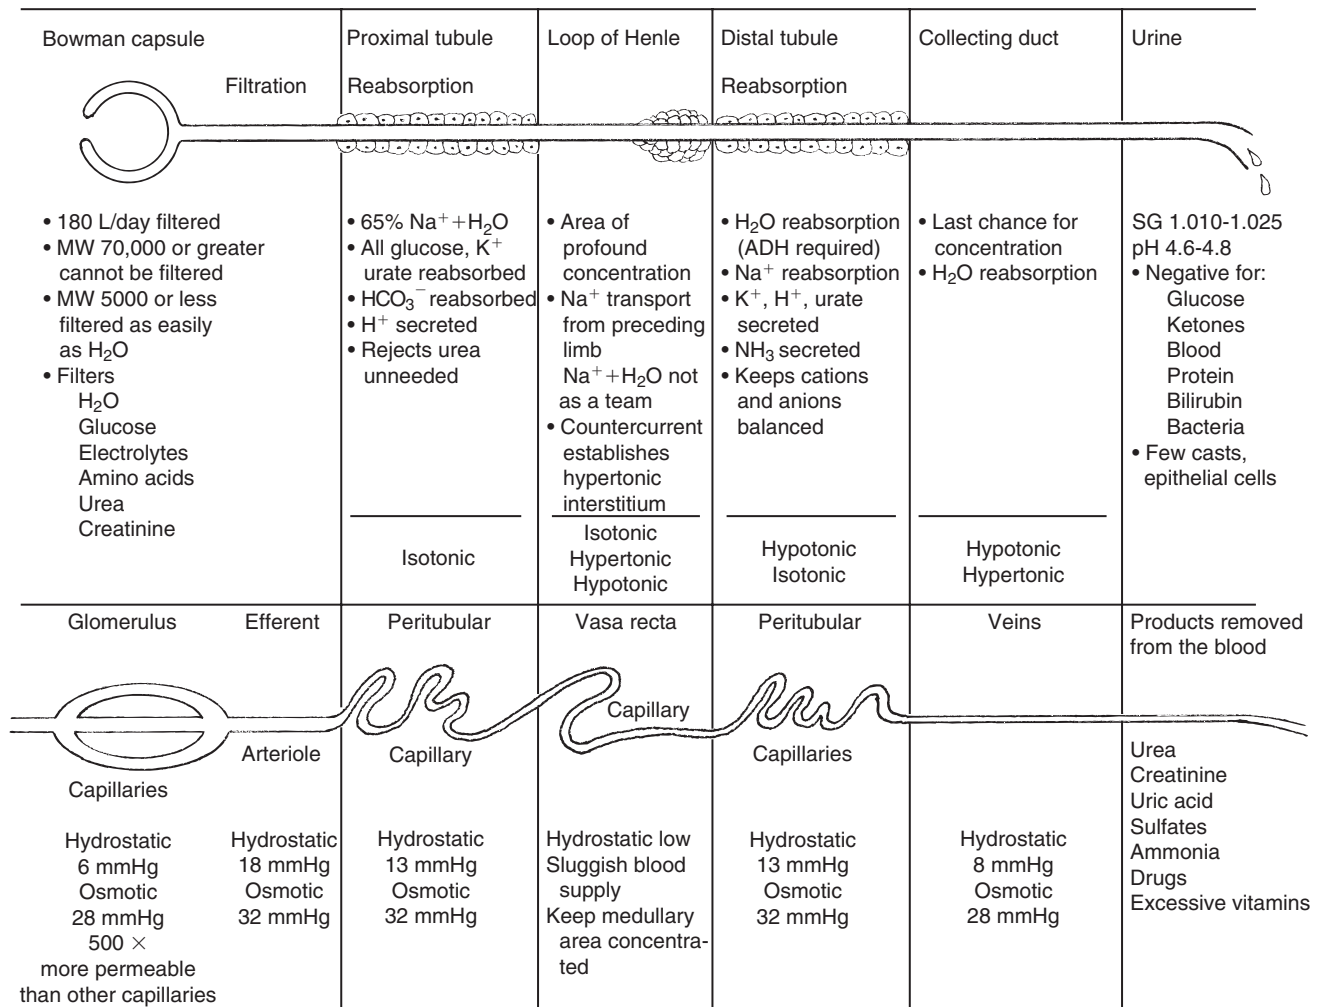 Bowman capsule
Filtration
• 180 L/day filtered
• MW 70,000 or greater
cannot be filtered
• MW 5000 or less
filtered as easily
as H₂O
• Filters
H₂O
Glucose
Electrolytes
Amino acids
Urea
Creatinine
Proximal tubule
Reabsorption
• 65% Na⁺+H₂O
• All glucose, K⁺
urate reabsorbed
• HCO₃⁻ reabsorbed
• H⁺ secreted
• Rejects urea
unneeded
Isotonic
Loop of Henle
• Area of
profound
concentration
• Na⁺ transport
from preceding
limb
Na⁺+H₂O not
as a team
• Countercurrent
establishes
hypertonic
interstitium
Isotonic
Hypertonic
Hypotonic
Distal tubule
Reabsorption
• H₂O reabsorption
(ADH required)
• Na⁺ reabsorption
• K⁺, H⁺, urate
secreted
• NH₃ secreted
• Keeps cations
and anions
balanced
Hypotonic
Isotonic
Collecting duct
• Last chance for
concentration
• H₂O reabsorption
Hypotonic
Hypertonic
Urine
SG 1.010-1.025
pH 4.6-4.8
• Negative for:
Glucose
Ketones
Blood
Protein
Bilirubin
Bacteria
• Few casts,
epithelial cells
Glomerulus
Capillaries
Hydrostatic
6 mmHg
Osmotic
28 mmHg
500 ×
more permeable
than other capillaries
Efferent
Arteriole
Hydrostatic
18 mmHg
Osmotic
32 mmHg
Peritubular
Capillary
Hydrostatic
13 mmHg
Osmotic
32 mmHg
Vasa recta
Capillary
Hydrostatic low
Sluggish blood
supply
Keep medullary
area concentra-
ted
Peritubular
Capillaries
Hydrostatic
13 mmHg
Osmotic
32 mmHg
Veins
Hydrostatic
8 mmHg
Osmotic
28 mmHg
Products removed
from the blood
Urea
Creatinine
Uric acid
Sulfates
Ammonia
Drugs
Excessive vitamins